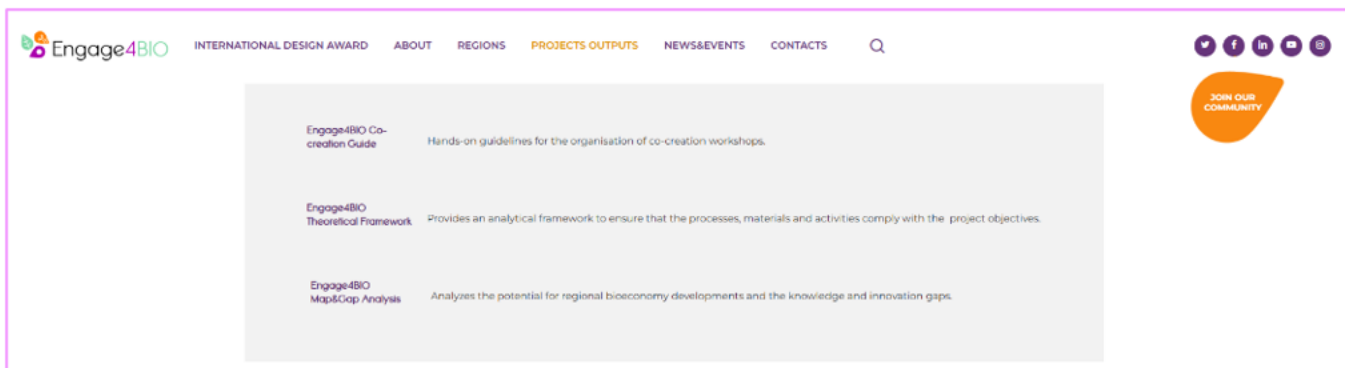 Engage4BIO INTERNATIONAL DESIGN AWARD ABOUT REGIONS PROJECTS OUTPUTS NEWS&EVENTS CONTACTS
JOIN OUR
COMMUNITY
Engage4BIO Co-
creation Guide
Hands-on guidelines for the organisation of co-creation workshops.
Engage4BIO
Theoretical Framework
Provides an analytical framework to ensure that the processes, materials and activities comply with the project objectives.
Engage4BIO
Map&Gap Analysis
Analyzes the potential for regional bioeconomy developments and the knowledge and innovation gaps.